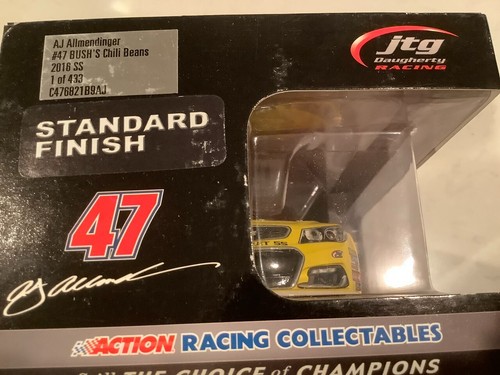 AJ Allmendinger
#47 BUSH'S Chili Beans
2016 SS
1 of 433
C476821B9AJ
jtg
Daugherty
RACING
STANDARD
FINISH
47
ACTION RACING COLLECTABLES
THE CHOICE of CHAMPIONS